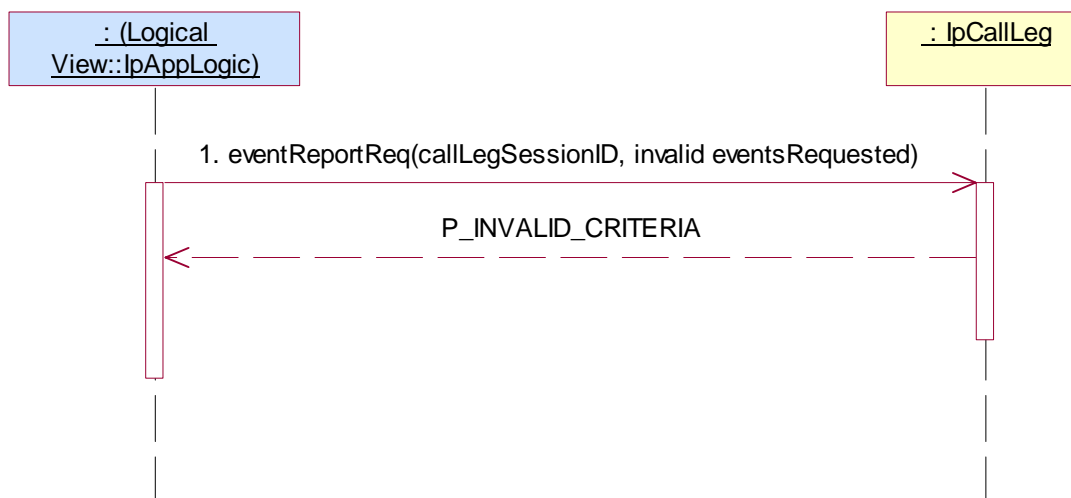 : (Logical
View::IpAppLogic)
: IpCallLeg
1. eventReportReq(callLegSessionID, invalid eventsRequested)
P_INVALID_CRITERIA